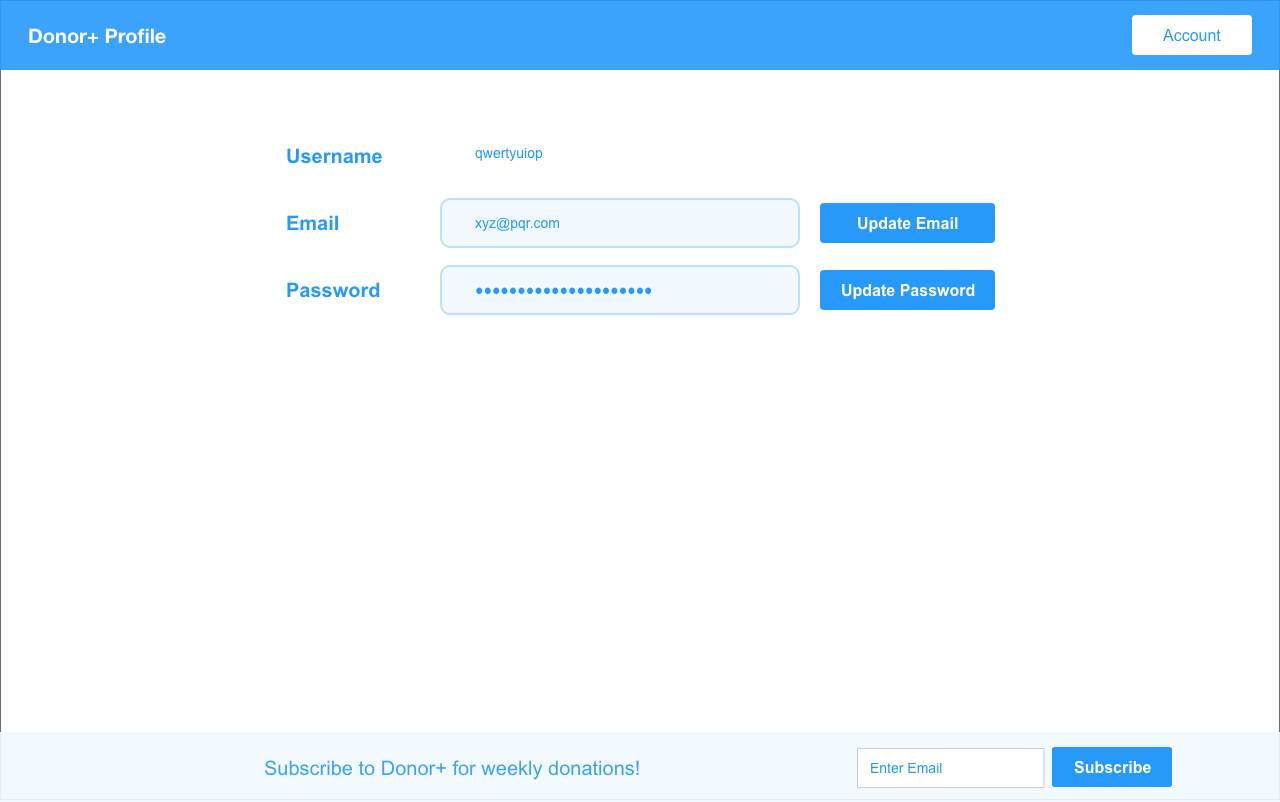 Donor+ Profile
Account
Username
qwertyuiop
Email
xyz@pqr.com
Update Email
Password
●●●●●●●●●●●●●●●●●●●●●
Update Password
Subscribe to Donor+ for weekly donations!
Enter Email
Subscribe